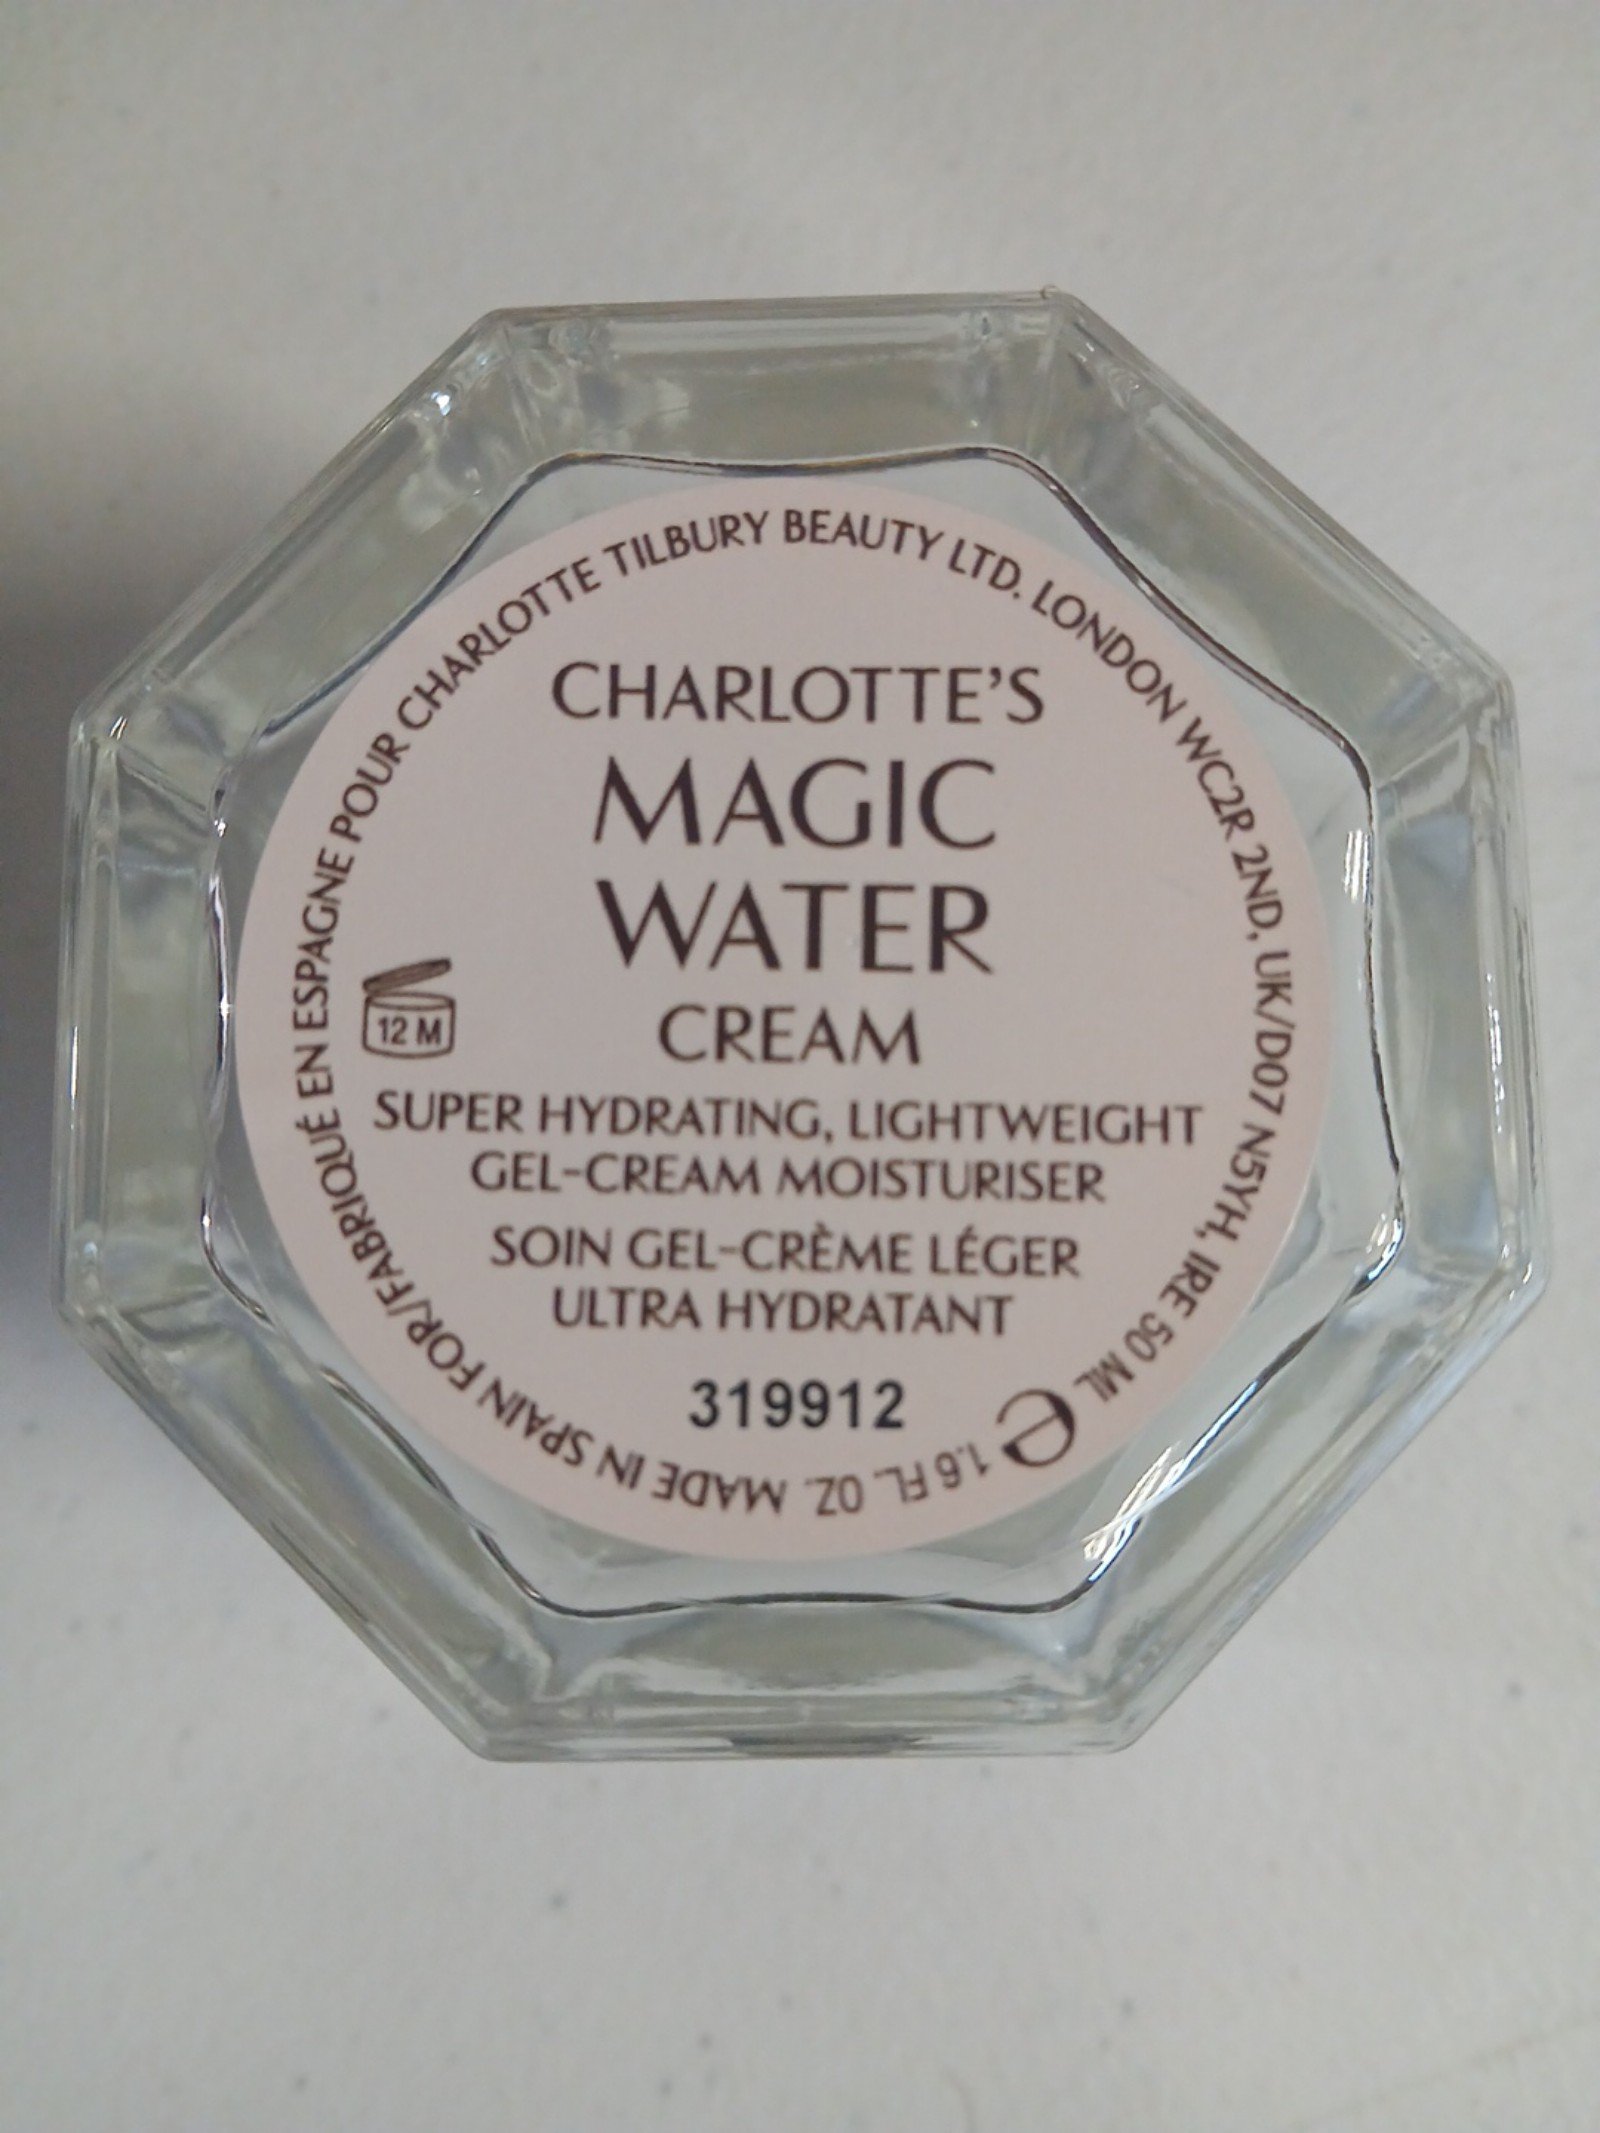 CHARLOTTE'S
MAGIC
WATER
CREAM
12 M
SUPER HYDRATING, LIGHTWEIGHT
GEL-CREAM MOISTURISER
SOIN GEL-CRÈME LÉGER
ULTRA HYDRATANT
319912
MADE IN SPAIN FOR/FABRIQUÉ EN ESPAGNE POUR CHARLOTTE TILBURY BEAUTY LTD. LONDON WC2R 2ND, UK/D07 N5YH, IRE 50 ML e 1.6 FL. OZ.